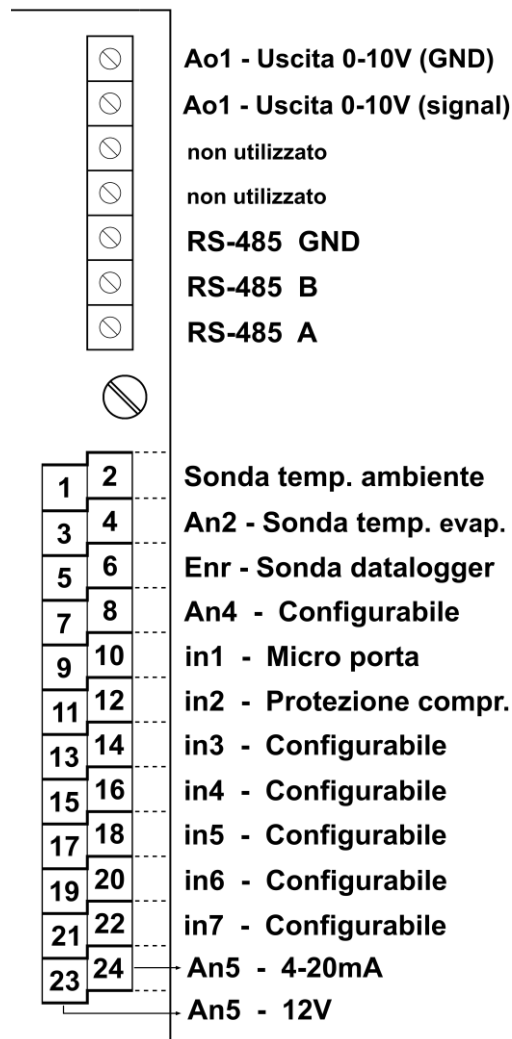 Ao1 - Uscita 0-10V (GND)
Ao1 - Uscita 0-10V (signal)
non utilizzato
non utilizzato
RS-485 GND
RS-485 B
RS-485 A
1 2 Sonda temp. ambiente
3 4 An2 - Sonda temp. evap.
5 6 Enr - Sonda datalogger
7 8 An4 - Configurabile
9 10 in1 - Micro porta
11 12 in2 - Protezione compr.
13 14 in3 - Configurabile
15 16 in4 - Configurabile
17 18 in5 - Configurabile
19 20 in6 - Configurabile
21 22 in7 - Configurabile
23 24 An5 - 4-20mA
An5 - 12V